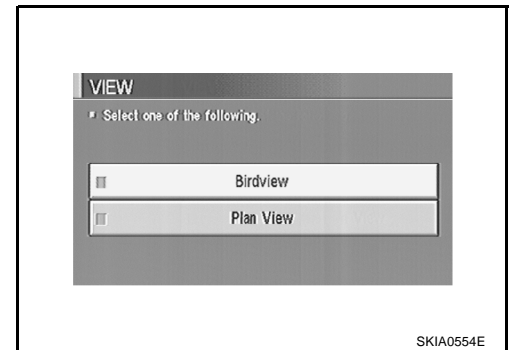 VIEW
Select one of the following.
Birdview
Plan View
SKIA0554E